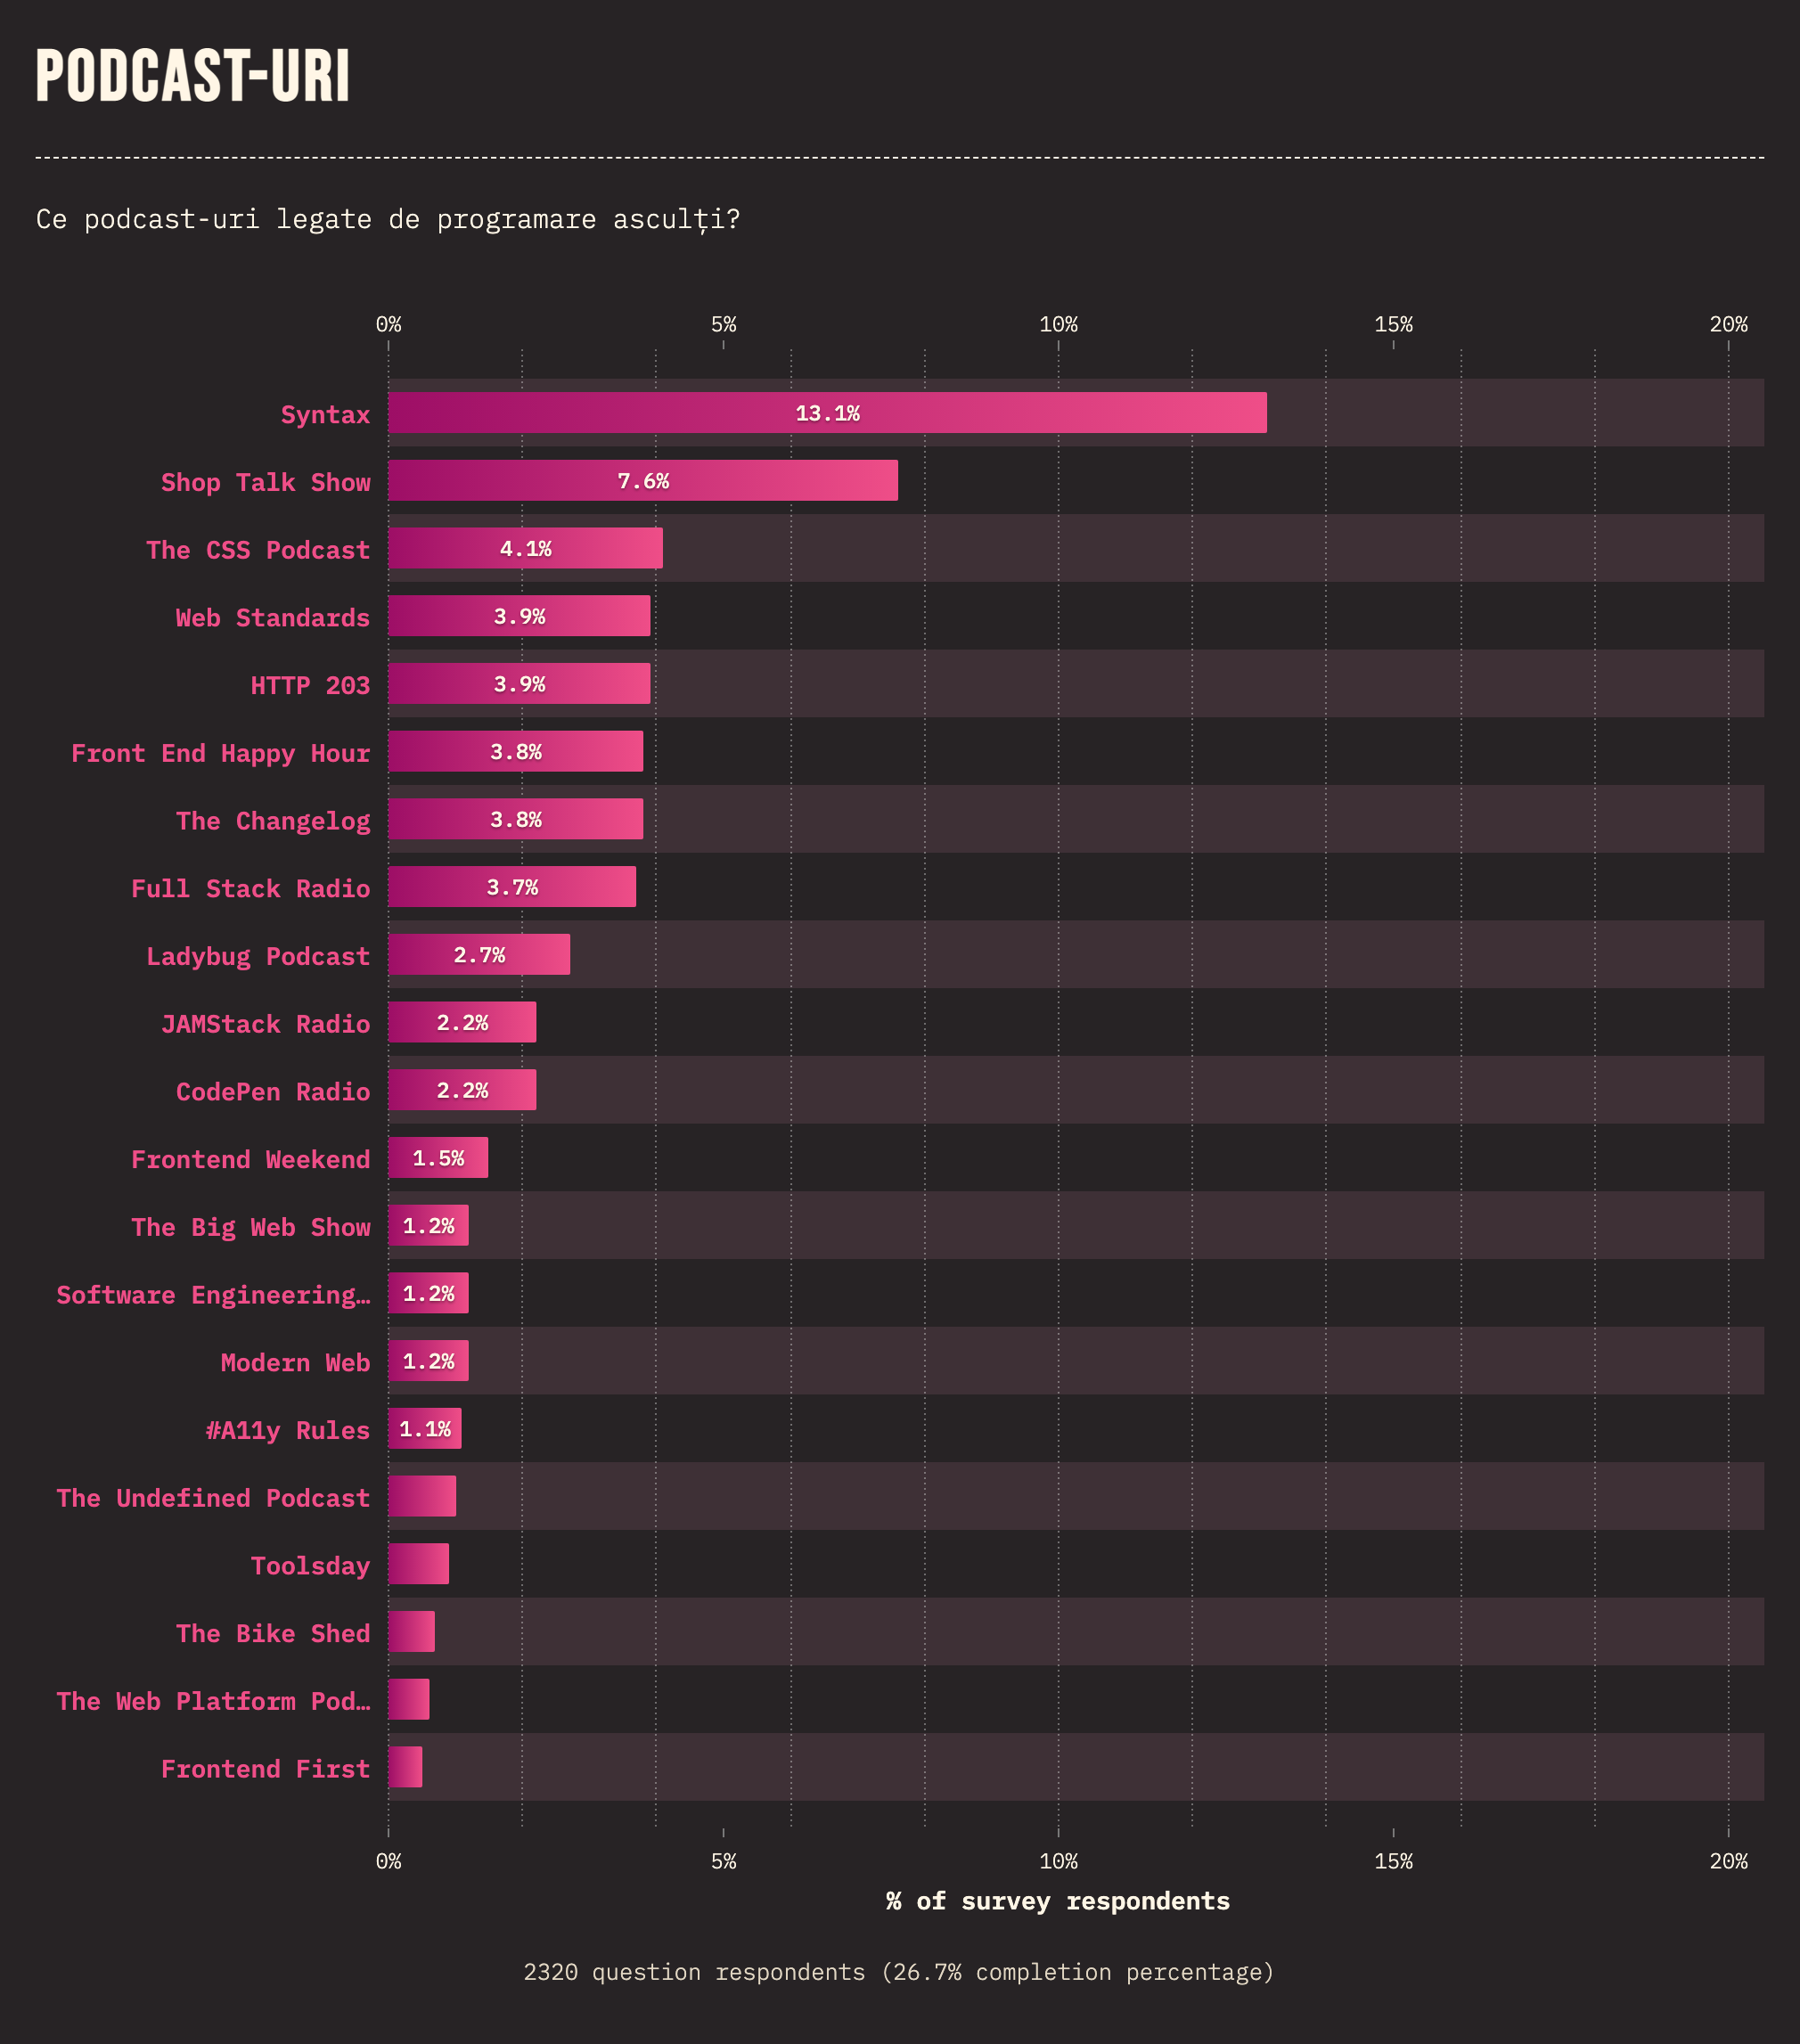 PODCAST-URI
Ce podcast-uri legate de programare asculți?
0% 5% 10% 15% 20%
Syntax 13.1%
Shop Talk Show 7.6%
The CSS Podcast 4.1%
Web Standards 3.9%
HTTP 203 3.9%
Front End Happy Hour 3.8%
The Changelog 3.8%
Full Stack Radio 3.7%
Ladybug Podcast 2.7%
JAMStack Radio 2.2%
CodePen Radio 2.2%
Frontend Weekend 1.5%
The Big Web Show 1.2%
Software Engineering… 1.2%
Modern Web 1.2%
#A11y Rules 1.1%
The Undefined Podcast
Toolsday
The Bike Shed
The Web Platform Pod…
Frontend First
0% 5% 10% 15% 20%
% of survey respondents
2320 question respondents (26.7% completion percentage)